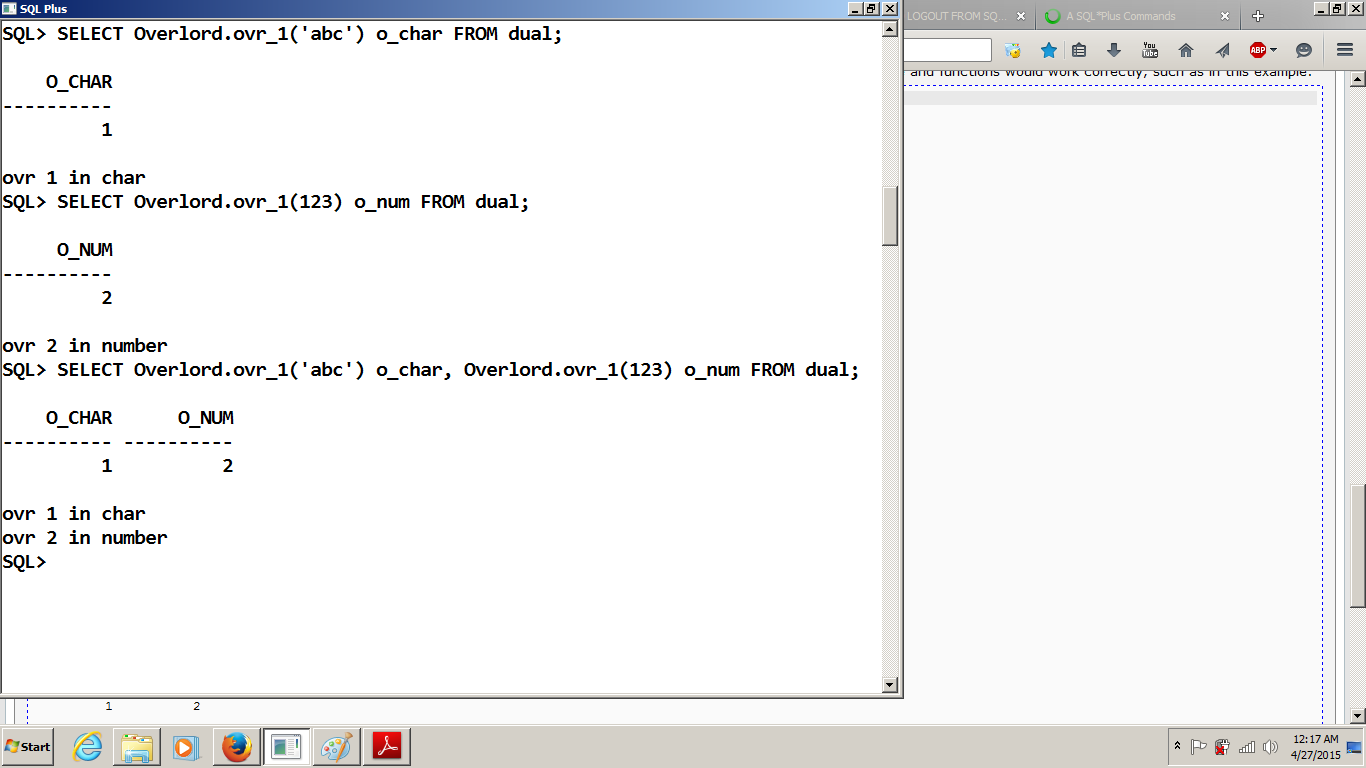 SQL Plus
SQL> SELECT Overlord.ovr_1('abc') o_char FROM dual;
O_CHAR
----------
1
ovr 1 in char
SQL> SELECT Overlord.ovr_1(123) o_num FROM dual;
O_NUM
----------
2
ovr 2 in number
SQL> SELECT Overlord.ovr_1('abc') o_char, Overlord.ovr_1(123) o_num FROM dual;
O_CHAR O_NUM
---------- ----------
1 2
ovr 1 in char
ovr 2 in number
SQL>
LOGOUT FROM SQ...
A SQL*Plus Commands
You Tube
ABP
and functions would work correctly, such as in this example.
1 2
Start
12:17 AM
4/27/2015